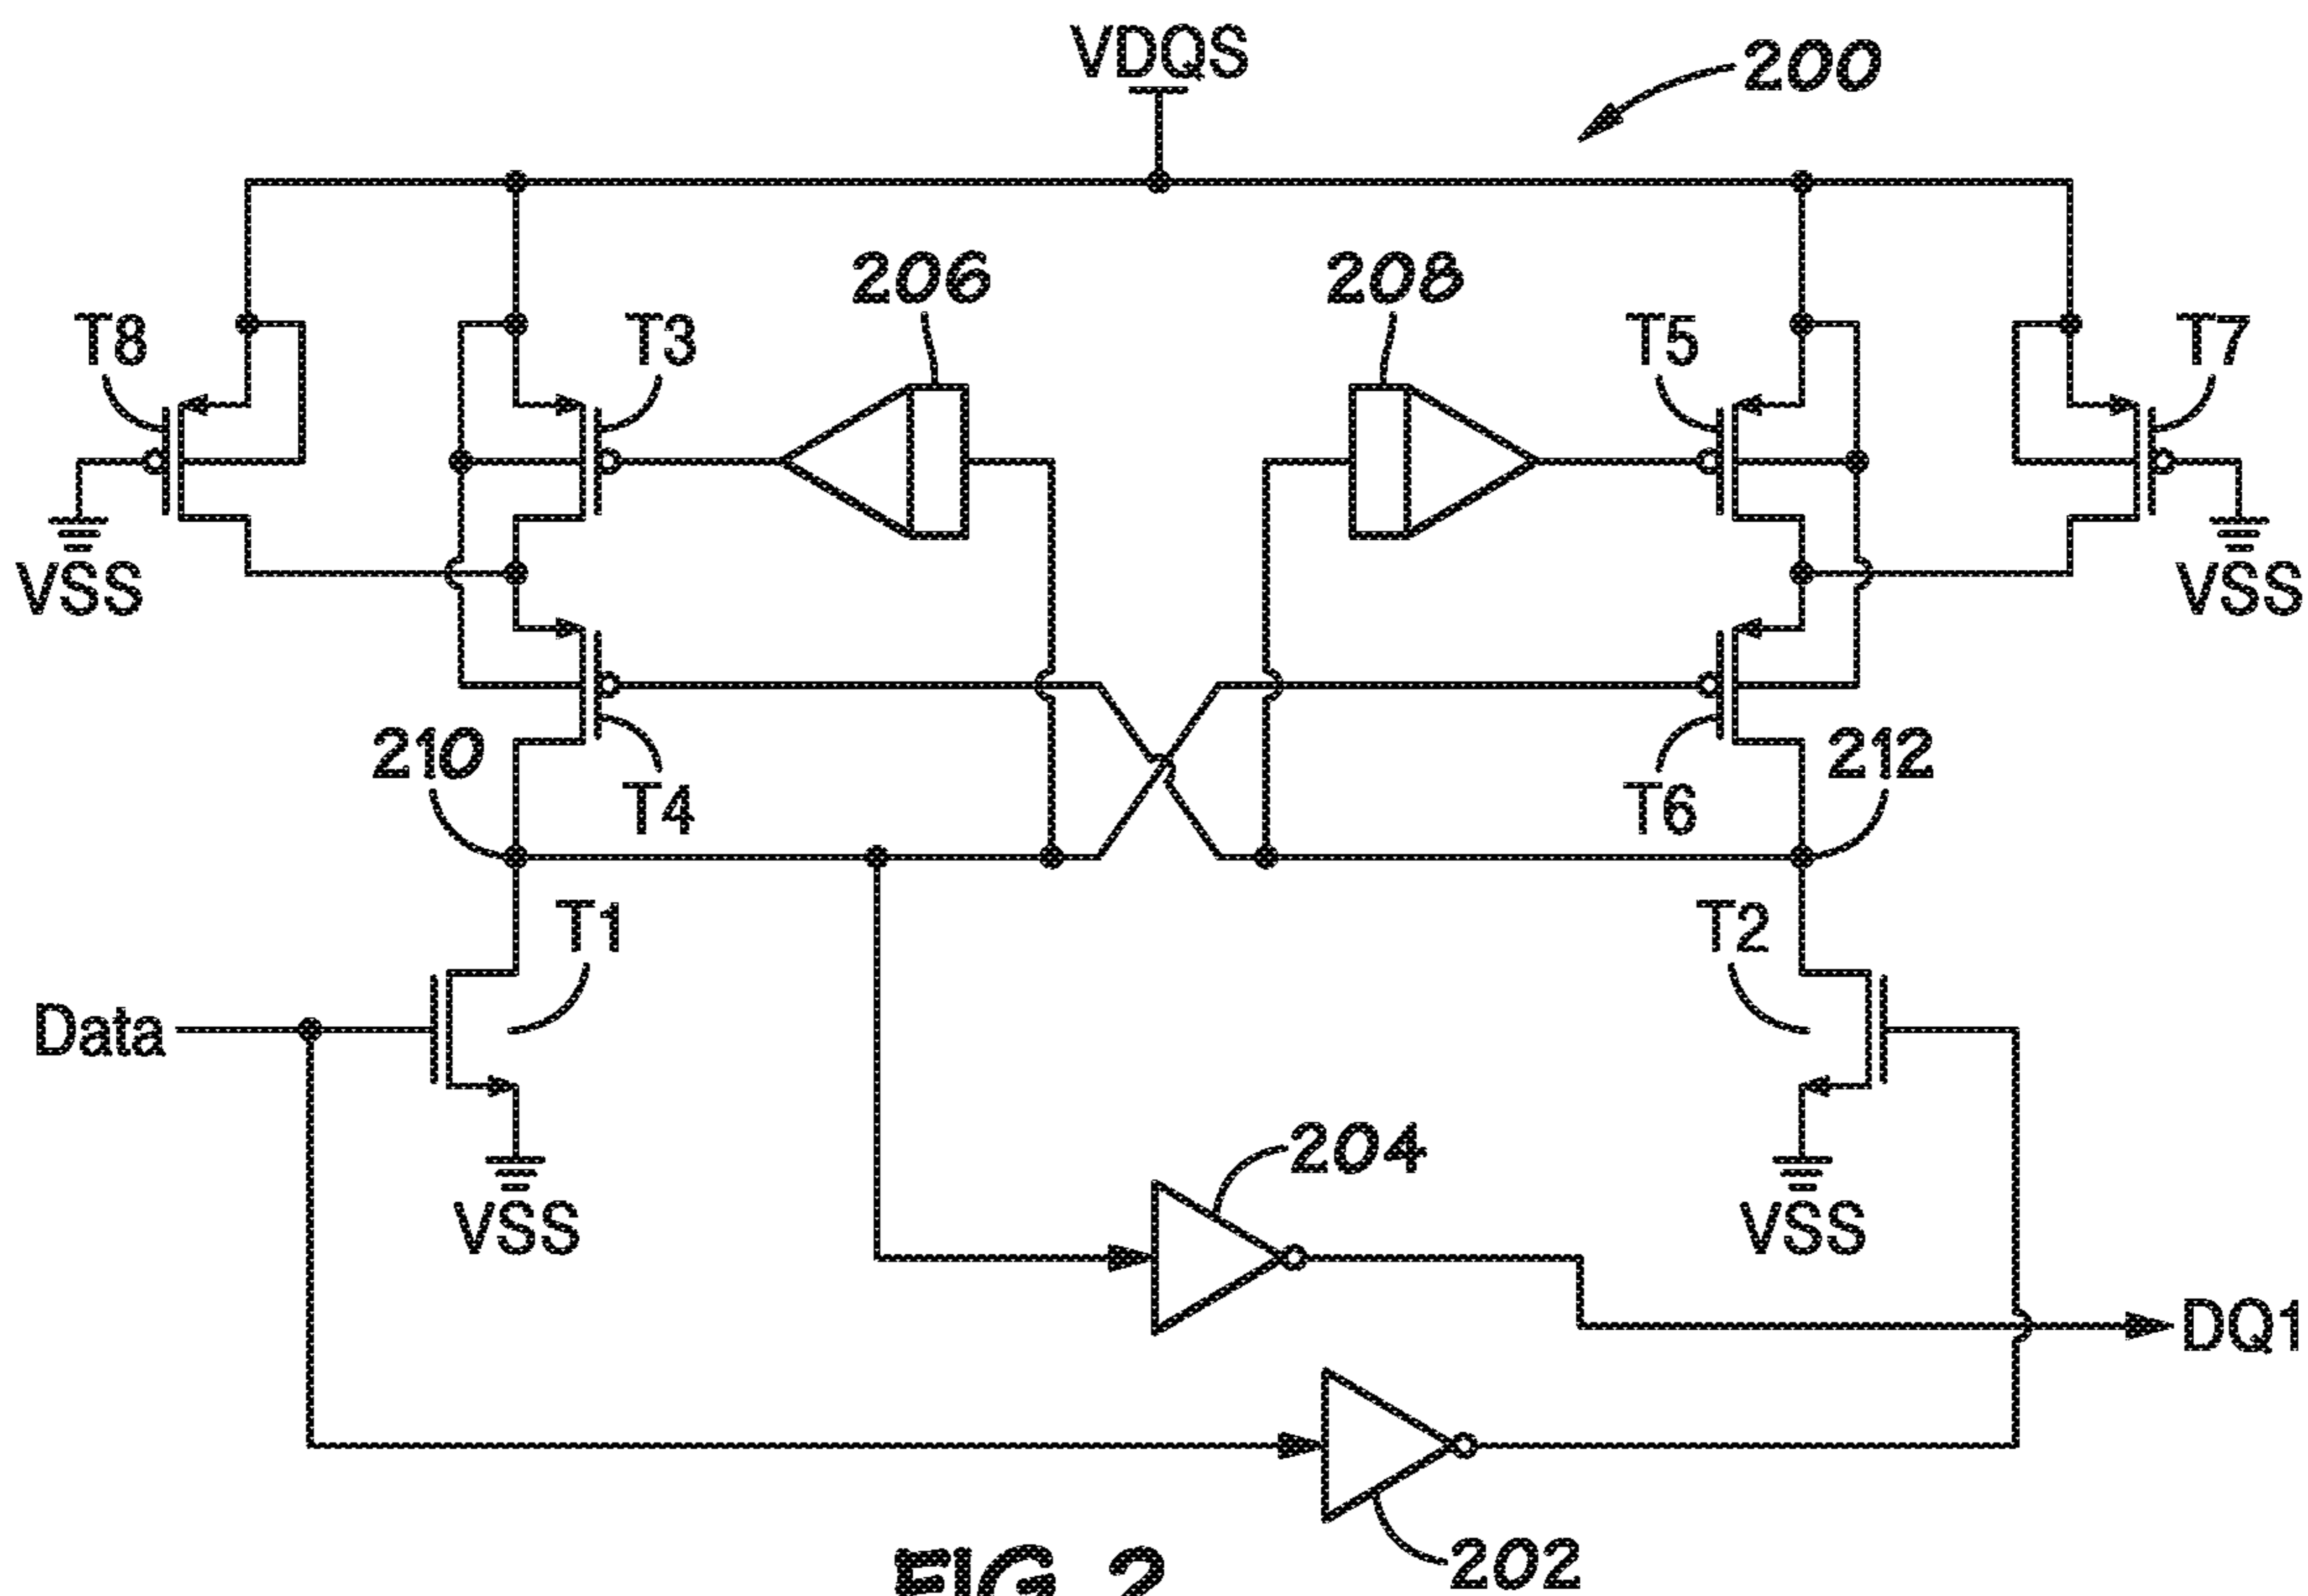 VDQS
200
206
208
T8
T3
T5
T7
VSS
VSS
210
T4
T6
212
T1
T2
Data
204
VSS
VSS
DQ1
202
FIG. 2